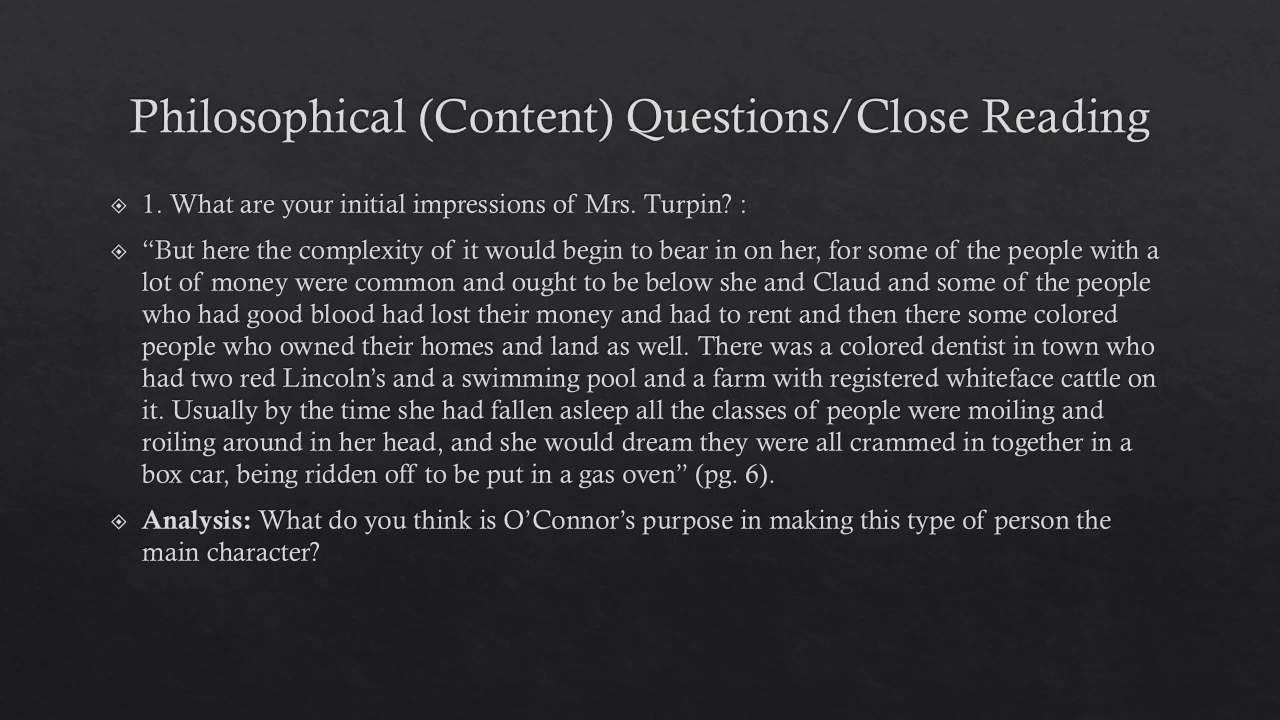 Philosophical (Content) Questions/Close Reading
1. What are your initial impressions of Mrs. Turpin? :
“But here the complexity of it would begin to bear in on her, for some of the people with a
lot of money were common and ought to be below she and Claud and some of the people
who had good blood had lost their money and had to rent and then there some colored
people who owned their homes and land as well. There was a colored dentist in town who
had two red Lincoln’s and a swimming pool and a farm with registered whiteface cattle on
it. Usually by the time she had fallen asleep all the classes of people were moiling and
roiling around in her head, and she would dream they were all crammed in together in a
box car, being ridden off to be put in a gas oven” (pg. 6).
Analysis: What do you think is O’Connor’s purpose in making this type of person the
main character?